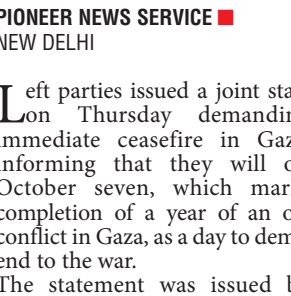 PIONEER NEWS SERVICE ■
NEW DELHI
Left parties issued a joint sta
on Thursday demandin
immediate ceasefire in Gaz
informing that they will o
October seven, which mar
completion of a year of an o
conflict in Gaza, as a day to dem
end to the war.
The statement was issued b